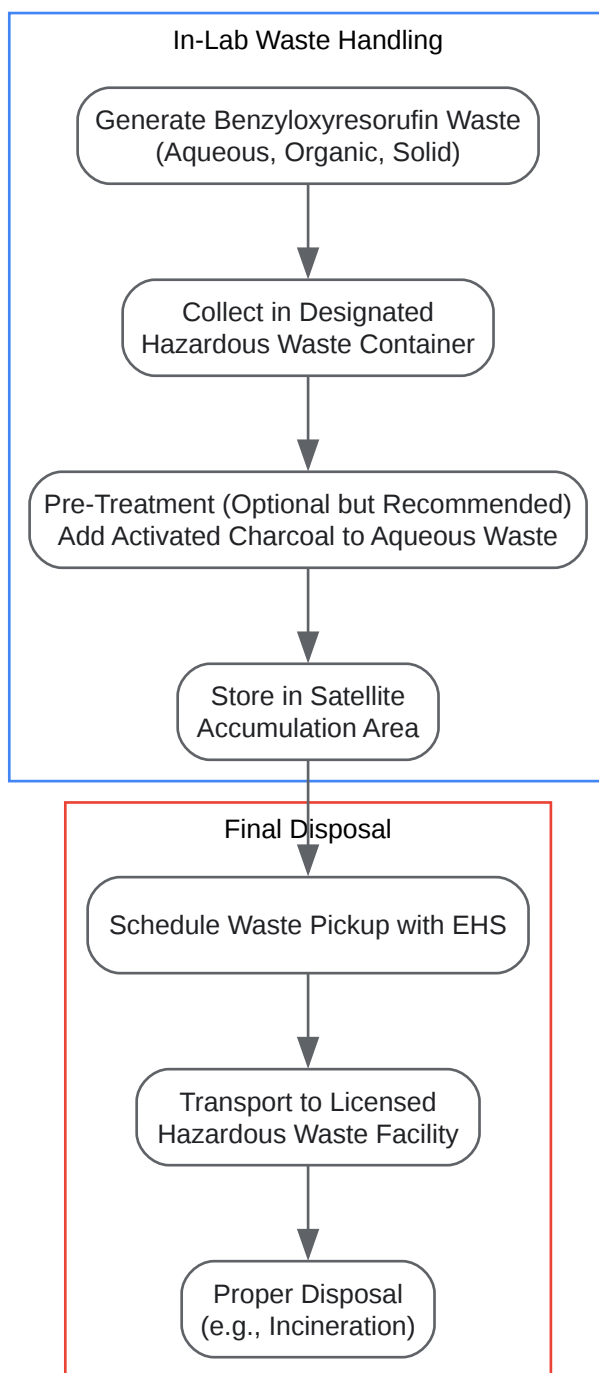 In-Lab Waste Handling
Generate Benzyloxyresorufin Waste
(Aqueous, Organic, Solid)
Collect in Designated
Hazardous Waste Container
Pre-Treatment (Optional but Recommended)
Add Activated Charcoal to Aqueous Waste
Store in Satellite
Accumulation Area
Final Disposal
Schedule Waste Pickup with EHS
Transport to Licensed
Hazardous Waste Facility
Proper Disposal
(e.g., Incineration)